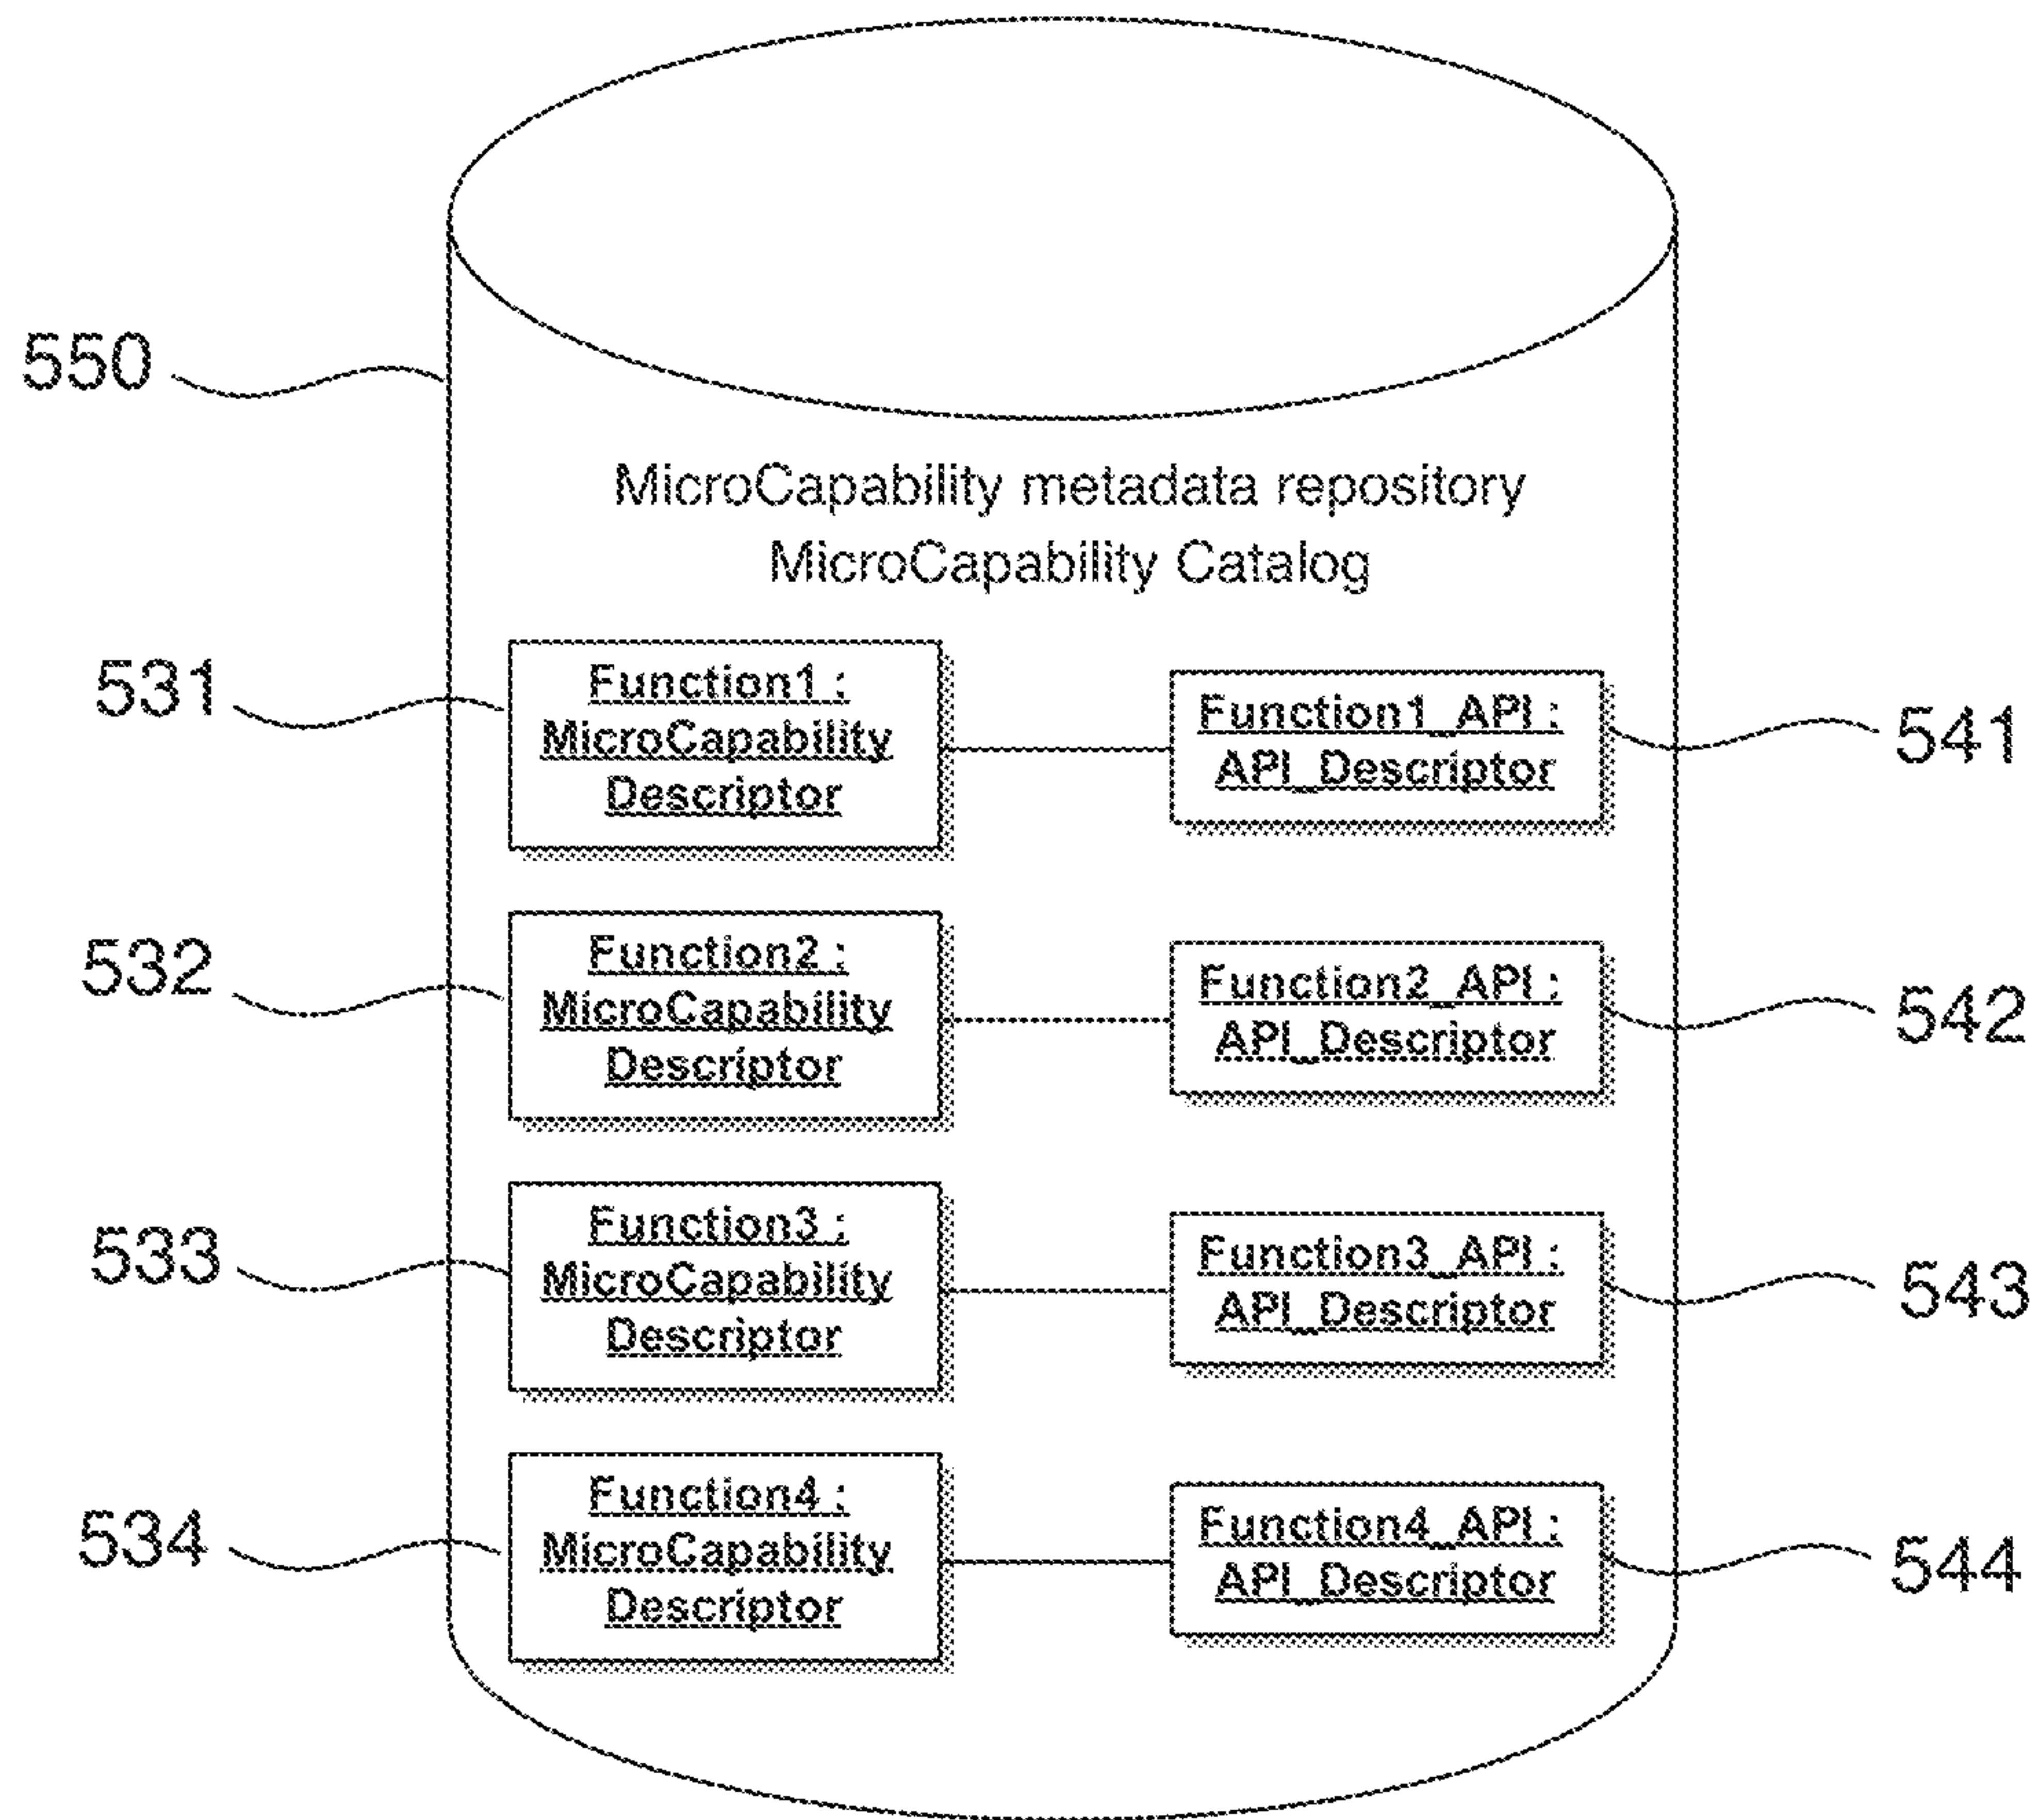 550
MicroCapability metadata repository
MicroCapability Catalog
531
Function1 :
MicroCapability
Descriptor
Function1_API :
API_Descriptor
541
532
Function2 :
MicroCapability
Descriptor
Function2_API :
API_Descriptor
542
533
Function3 :
MicroCapability
Descriptor
Function3_API :
API_Descriptor
543
534
Function4 :
MicroCapability
Descriptor
Function4_API :
API_Descriptor
544